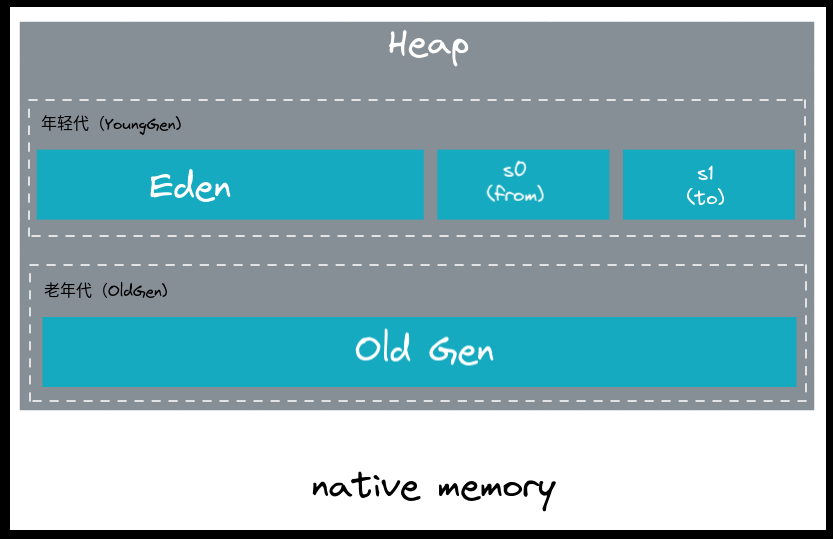 Heap
年轻代（YoungGen）
Eden
s0
(from)
s1
(to)
老年代（OldGen）
Old Gen
native memory